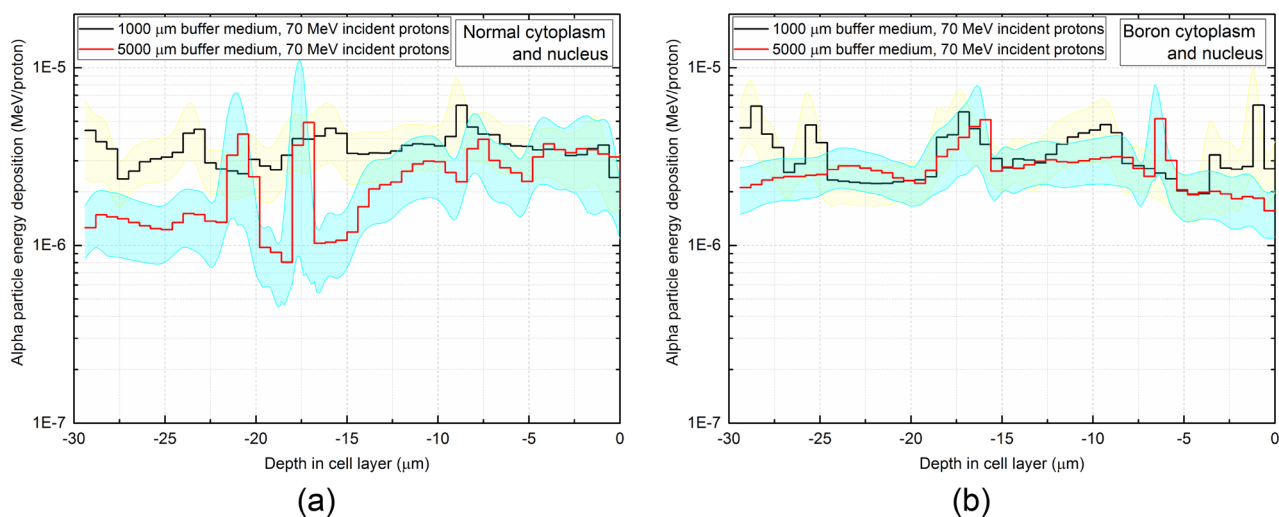 1000 μm buffer medium, 70 MeV incident protons
5000 μm buffer medium, 70 MeV incident protons
Normal cytoplasm
and nucleus
Alpha particle energy deposition (MeV/proton)
1E-5
1E-6
1E-7
-30 -25 -20 -15 -10 -5 0
Depth in cell layer (μm)
(a)
1000 μm buffer medium, 70 MeV incident protons
5000 μm buffer medium, 70 MeV incident protons
Boron cytoplasm
and nucleus
Alpha particle energy deposition (MeV/proton)
1E-5
1E-6
1E-7
-30 -25 -20 -15 -10 -5 0
Depth in cell layer (μm)
(b)